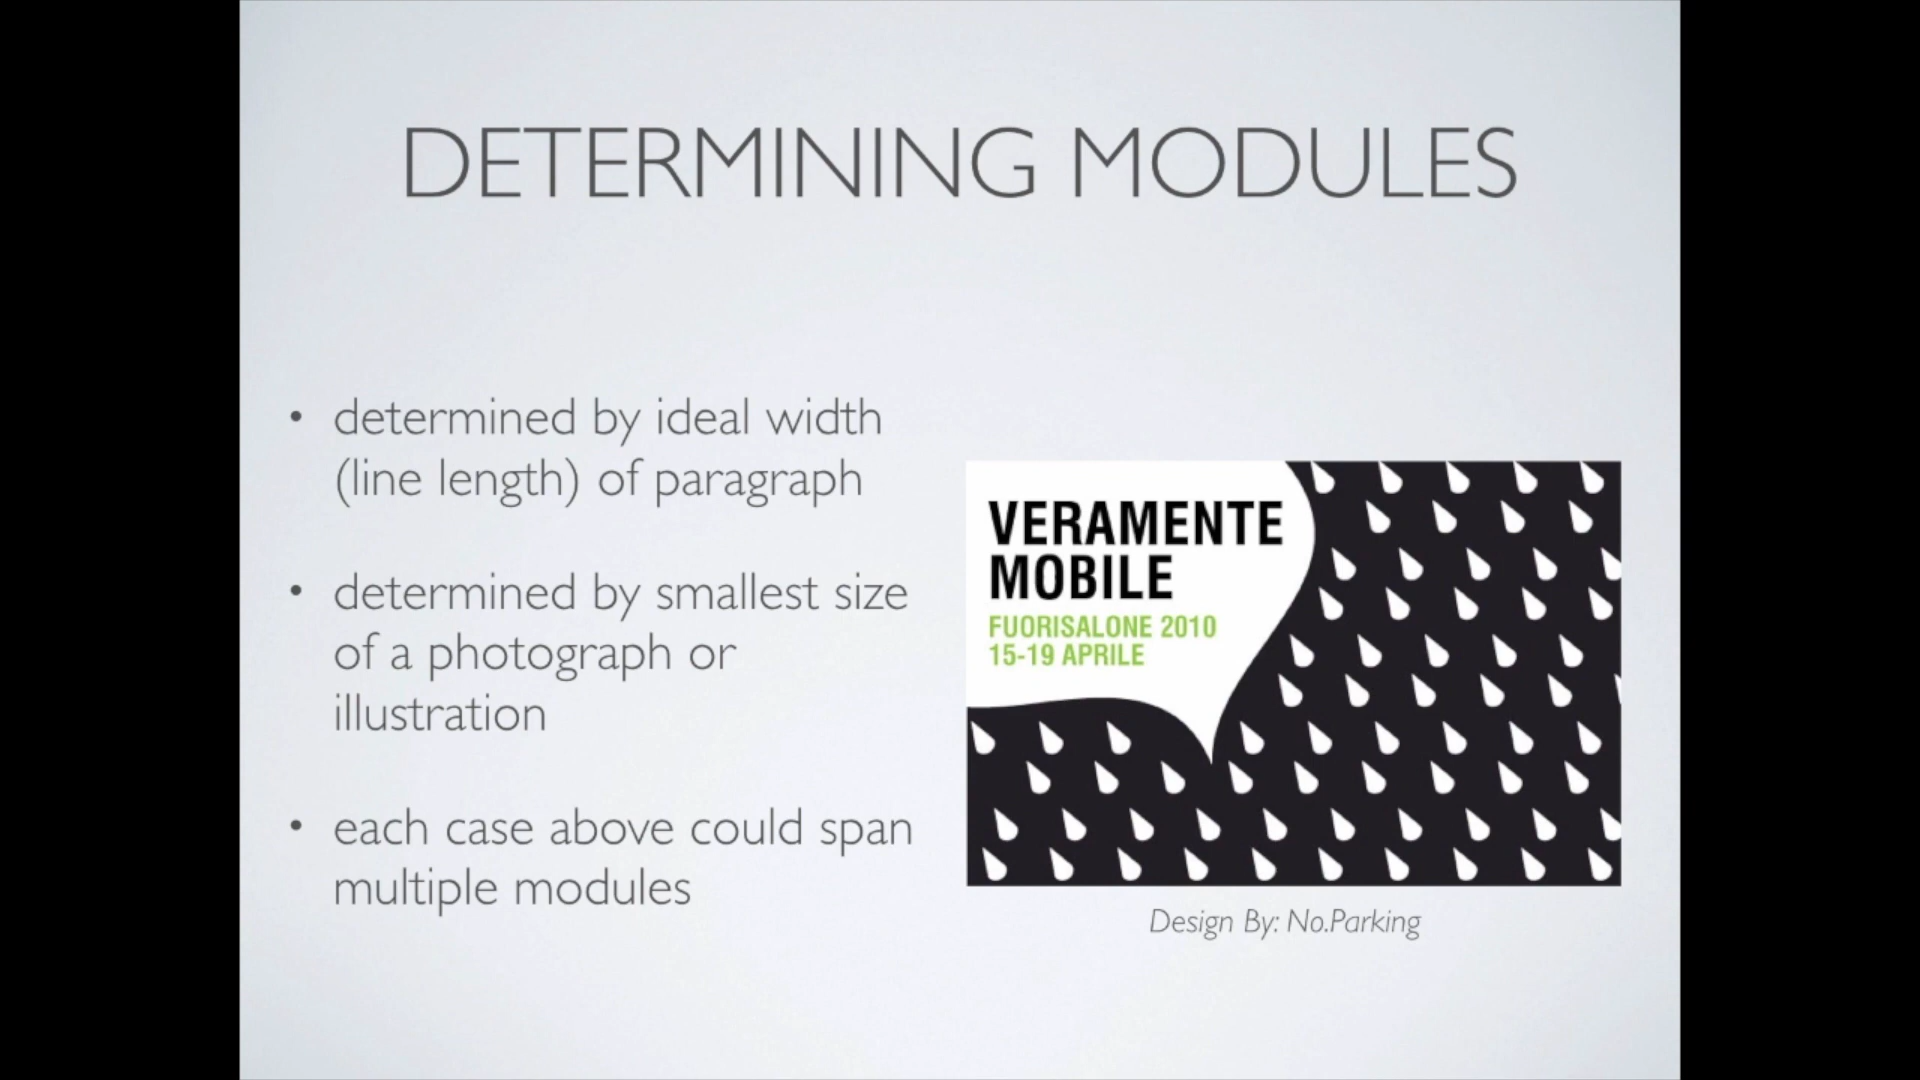 DETERMINING MODULES
• determined by ideal width
(line length) of paragraph
• determined by smallest size
of a photograph or
illustration
• each case above could span
multiple modules
VERAMENTE
MOBILE
FUORISALONE 2010
15-19 APRILE
Design By: No.Parking